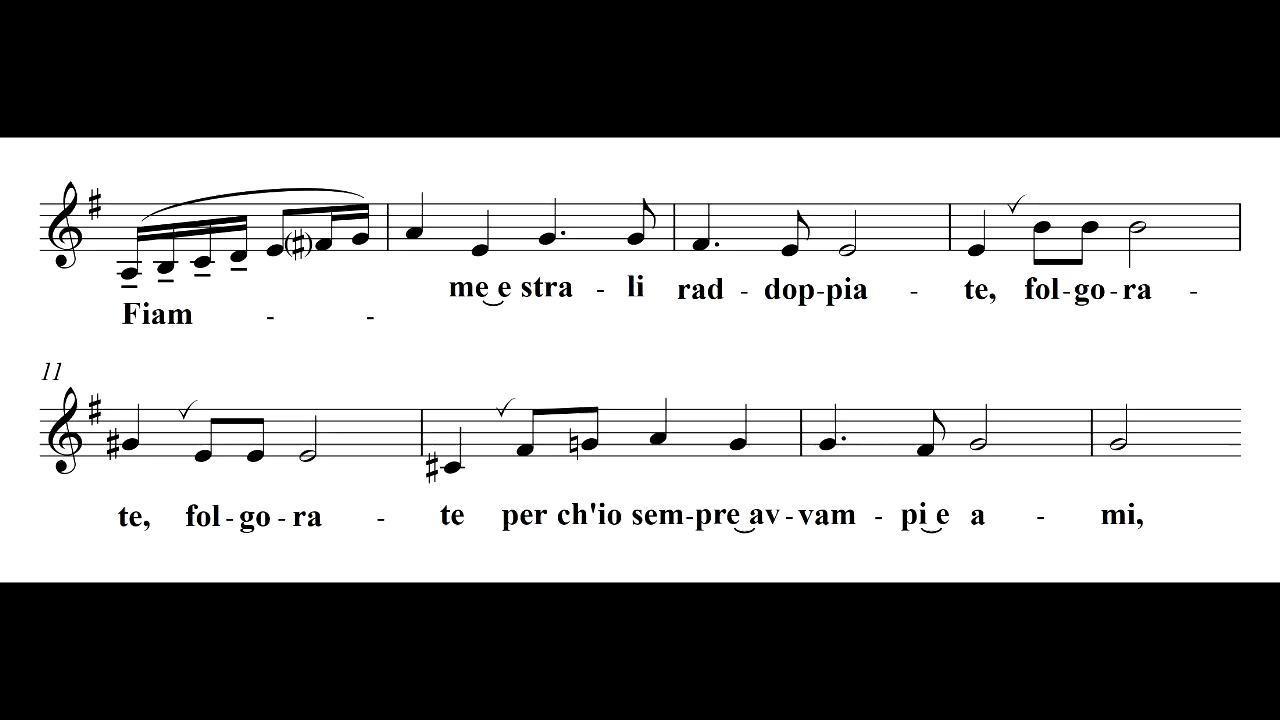 me e stra - li rad - dop-pia - te, fol-go-ra -
Fiam - -
11
te, fol-go-ra - te per ch'io sem-pre av-vam - pi e a - mi,